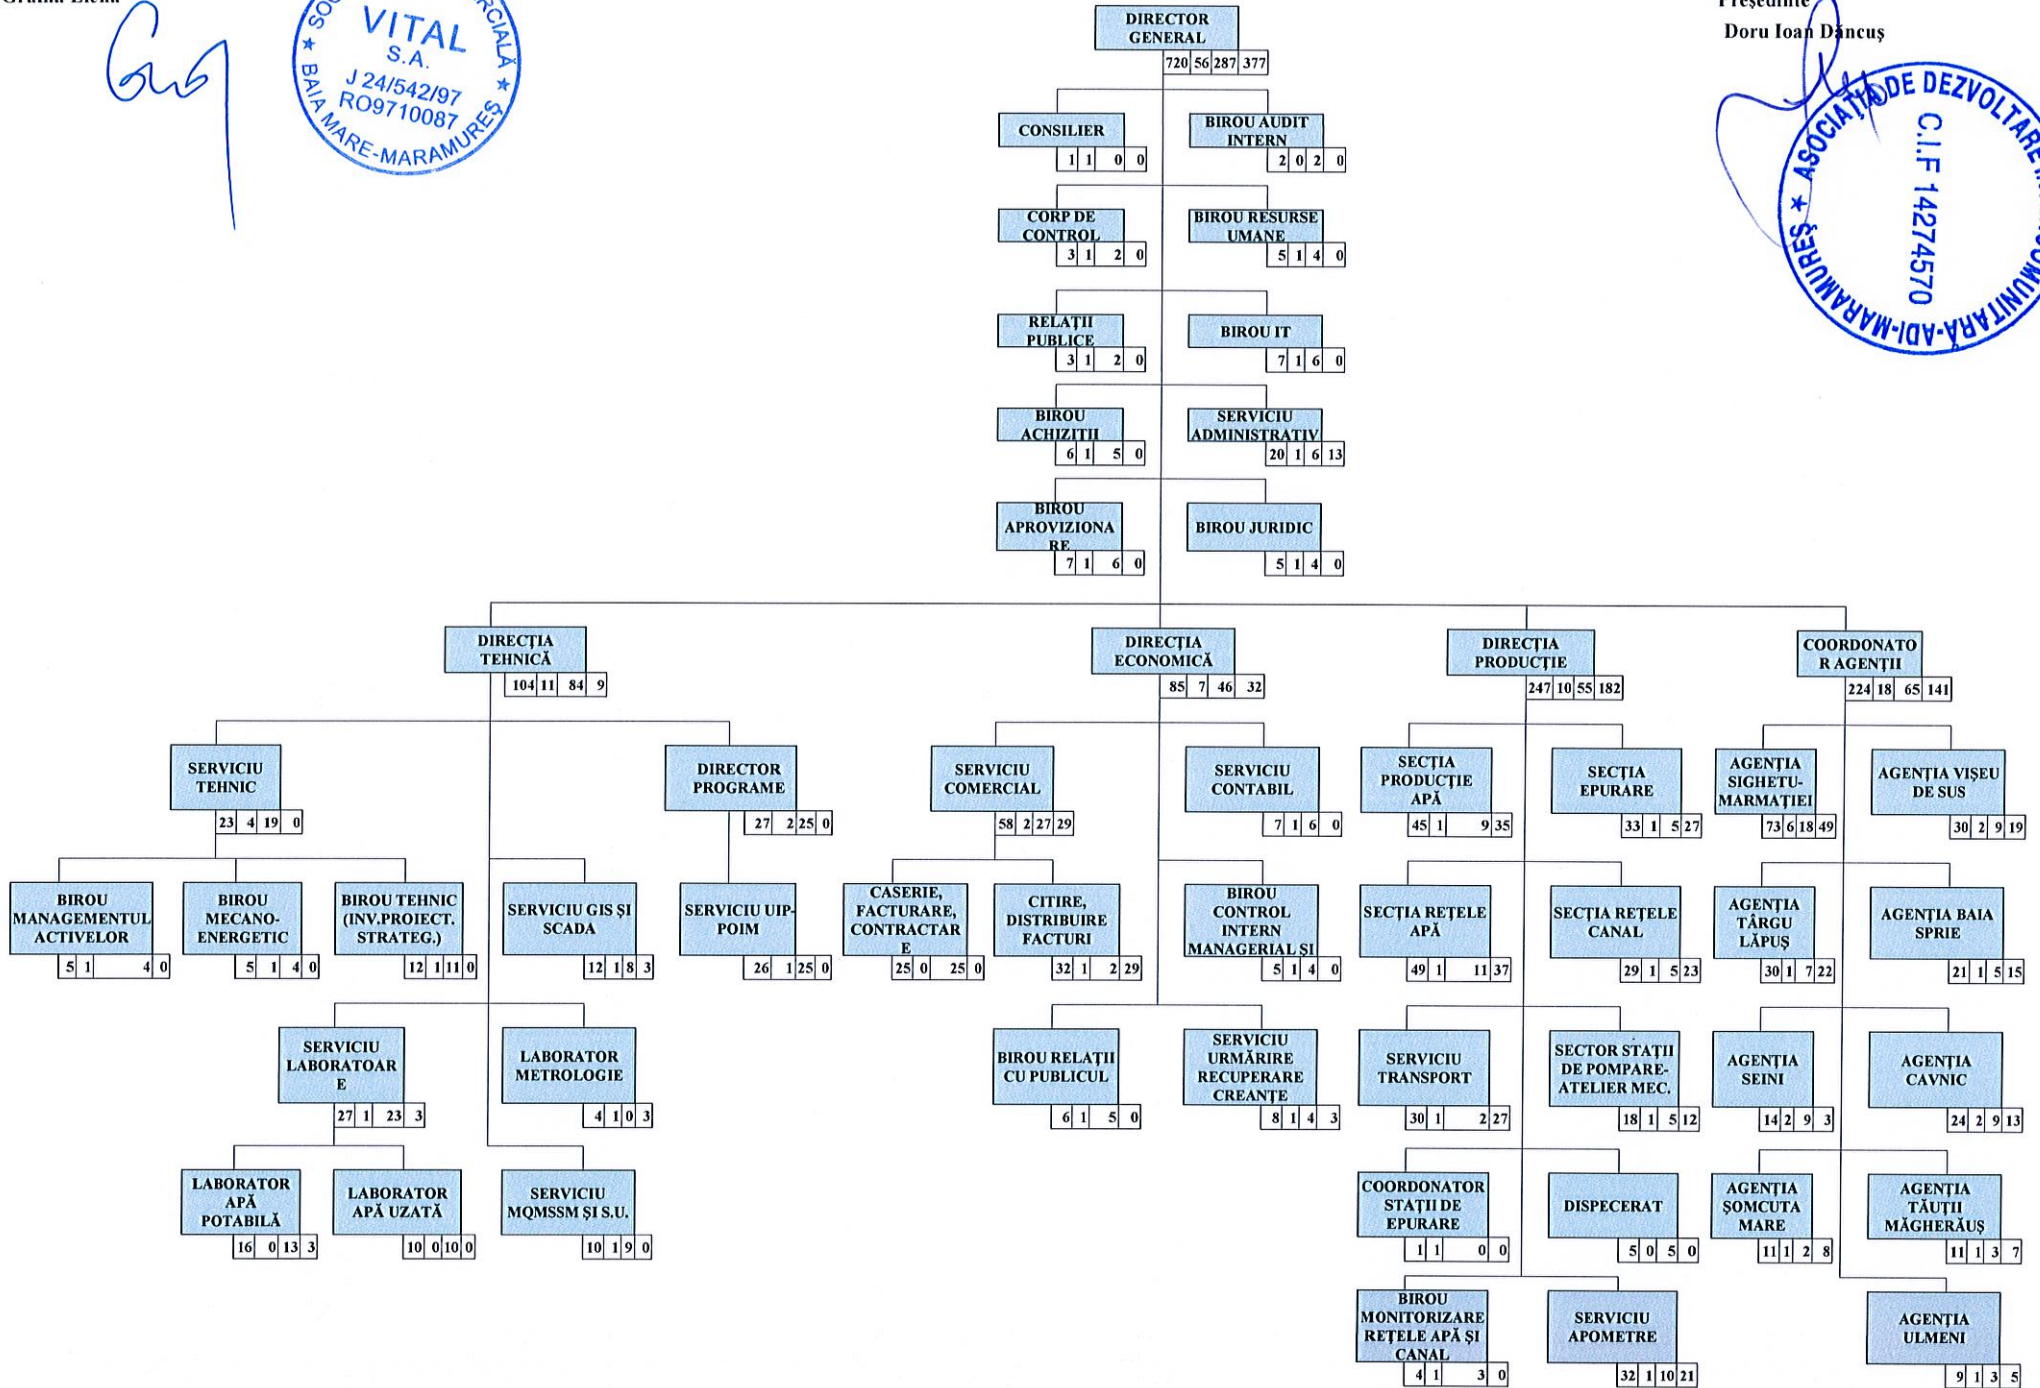 VITAL
S.A.
J 24/542/97
RO9710087
BAIA MARE-MARAMUREȘ
Președinte
Doru Ioan Dăncuș
ASOCIAȚIA DE DEZVOLTARE
C.I.F 14274570
ADI-MARAMUREȘ
DIRECTOR
GENERAL
720 56 287 377
CONSILIER
1 1 0 0
BIROU AUDIT
INTERN
2 0 2 0
CORP DE
CONTROL
3 1 2 0
BIROU RESURSE
UMANE
5 1 4 0
RELAȚII
PUBLICE
3 1 2 0
BIROU IT
7 1 6 0
BIROU
ACHIZITII
6 1 5 0
SERVICIU
ADMINISTRATIV
20 1 6 13
BIROU
APROVIZIONA
RE
7 1 6 0
BIROU JURIDIC
5 1 4 0
DIRECȚIA
TEHNICĂ
104 11 84 9
DIRECȚIA
ECONOMICĂ
85 7 46 32
DIRECȚIA
PRODUCȚIE
247 10 55 182
COORDONATO
R AGENȚII
224 18 65 141
SERVICIU
TEHNIC
23 4 19 0
DIRECTOR
PROGRAME
27 2 25 0
SERVICIU
COMERCIAL
58 2 27 29
SERVICIU
CONTABIL
7 1 6 0
SECȚIA
PRODUCȚIE
APĂ
45 1 9 35
SECȚIA
EPURARE
33 1 5 27
AGENȚIA
SIGHETU-
MARMAȚIEI
73 6 18 49
AGENȚIA VIȘEU
DE SUS
30 2 9 19
BIROU
MANAGEMENTUL
ACTIVELOR
5 1 4 0
BIROU
MECANO-
ENERGETIC
5 1 4 0
BIROU TEHNIC
(INV.PROIECT.
STRATEG.)
12 1 11 0
SERVICIU GIS ȘI
SCADA
12 1 8 3
SERVICIU UIP-
POIM
26 1 25 0
CASERIE,
FACTURARE,
CONTRACTAR
E
25 0 25 0
CITIRE,
DISTRIBUIRE
FACTURI
32 1 2 29
BIROU
CONTROL
INTERN
MANAGERIAL ȘI
5 1 4 0
SECȚIA REȚELE
APĂ
49 1 11 37
SECȚIA REȚELE
CANAL
29 1 5 23
AGENȚIA
TÂRGU
LĂPUȘ
30 1 7 22
AGENȚIA BAIA
SPRIE
21 1 5 15
SERVICIU
LABORATOAR
E
27 1 23 3
LABORATOR
METROLOGIE
4 1 0 3
BIROU RELAȚII
CU PUBLICUL
6 1 5 0
SERVICIU
URMĂRIRE
RECUPERARE
CREANȚE
8 1 4 3
SERVICIU
TRANSPORT
30 1 2 27
SECTOR STAȚII
DE POMPARE-
ATELIER MEC.
18 1 5 12
AGENȚIA
SEINI
14 2 9 3
AGENȚIA
CAVNIC
24 2 9 13
LABORATOR
APĂ
POTABILĂ
16 0 13 3
LABORATOR
APĂ UZATĂ
10 0 10 0
SERVICIU
MQMSSM ȘI S.U.
10 1 9 0
COORDONATOR
STAȚII DE
EPURARE
1 1 0 0
DISPECERAT
5 0 5 0
AGENȚIA
ȘOMCUTA
MARE
11 1 2 8
AGENȚIA
TĂUȚII
MĂGHERĂUȘ
11 1 3 7
BIROU
MONITORIZARE
REȚELE APĂ ȘI
CANAL
4 1 3 0
SERVICIU
APOMETRE
32 1 10 21
AGENȚIA
ULMENI
9 1 3 5